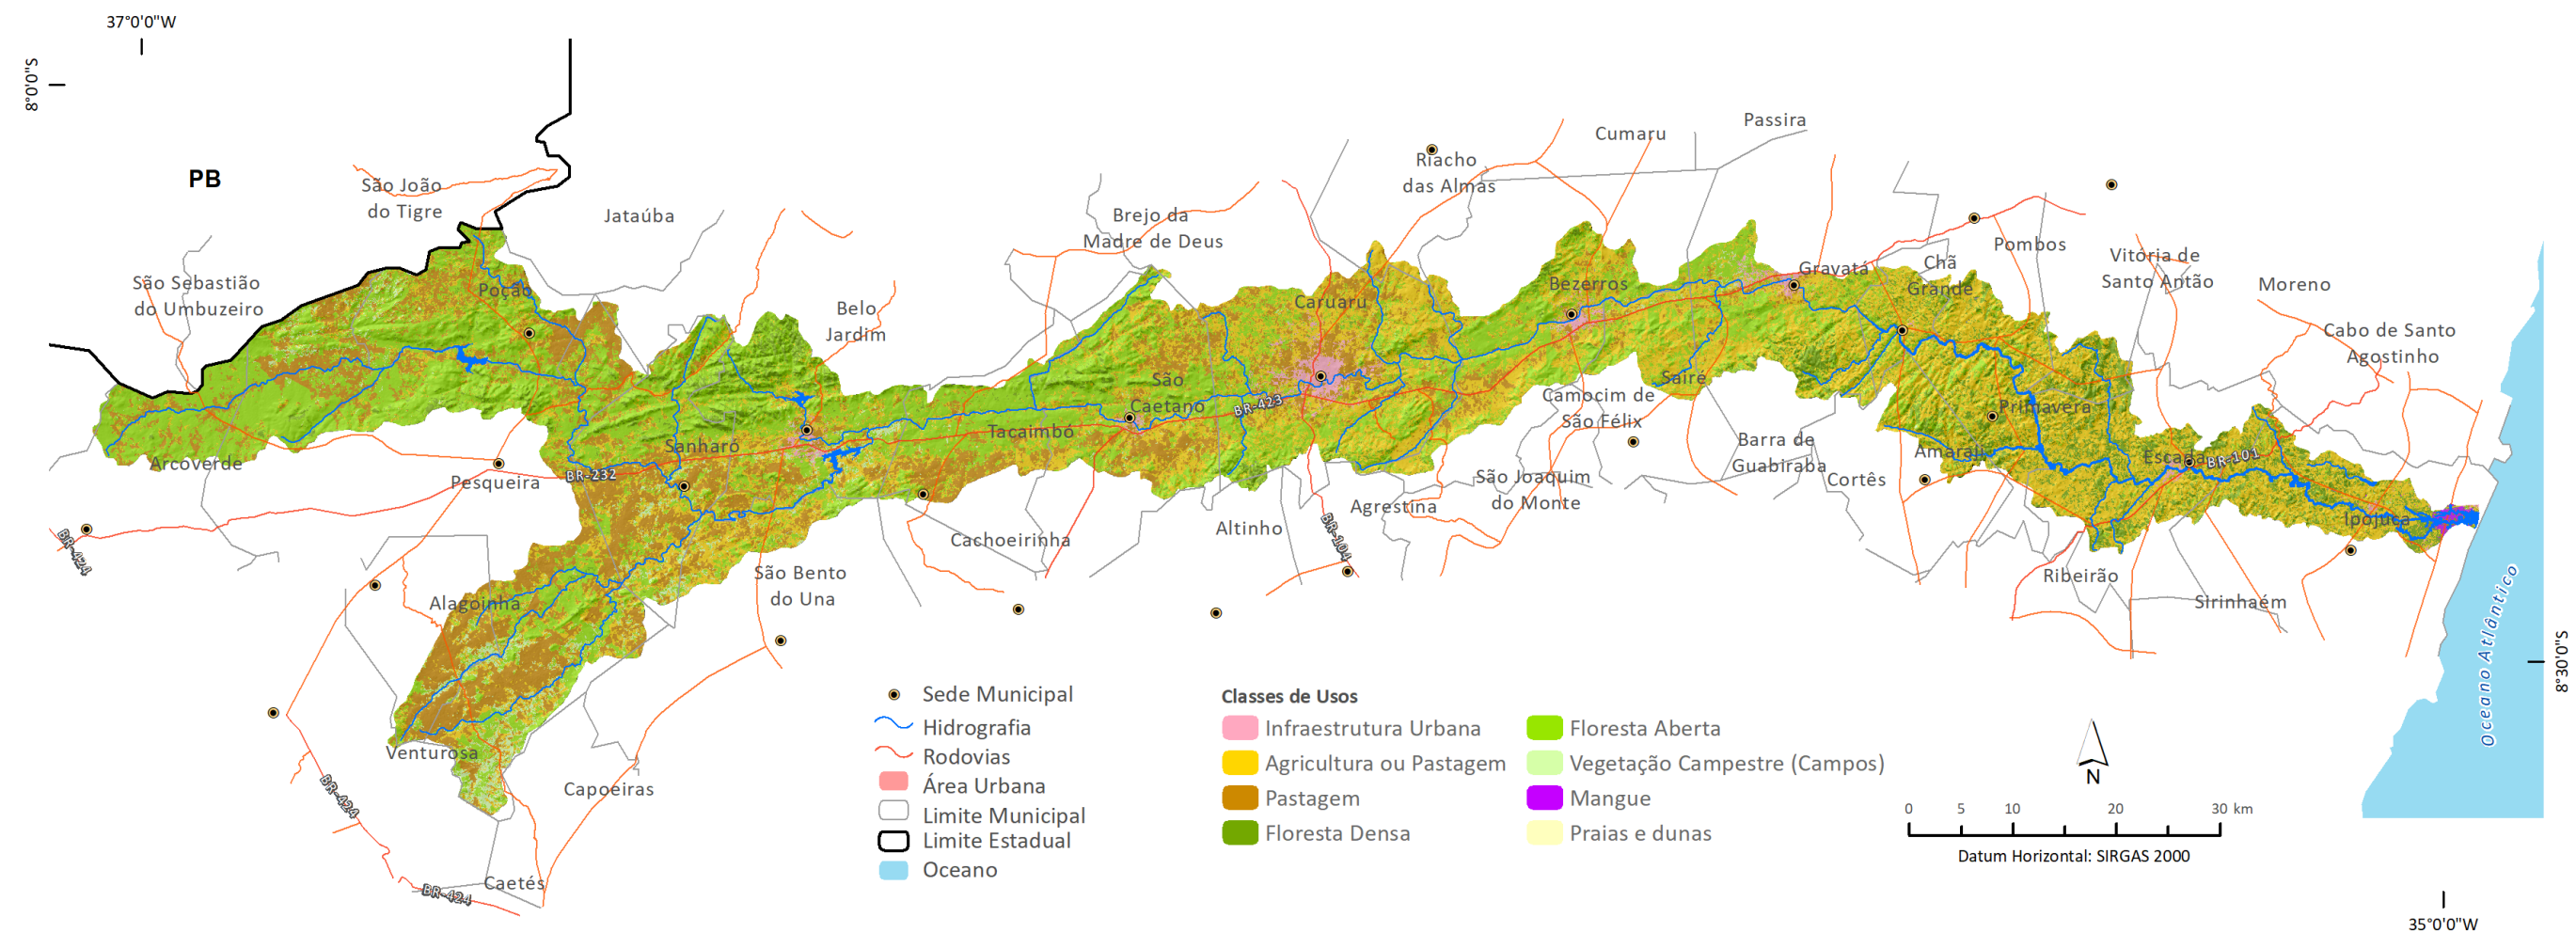 37°0'0"W
8°0'0"S
PB
São João
do Tigre
Jataúba
São Sebastião
do Umbuzeiro
Poção
Belo
Jardim
Brejo da
Madre de Deus
Riacho
das Almas
Cumaru
Passira
Caruaru
Bezerros
Gravatá
Chã
Grande
Pombos
Vitória de
Santo Antão
Moreno
Cabo de Santo
Agostinho
Arcoverde
Pesqueira
BR-232
Sanharó
Tacaimbó
São
Caetano
BR-423
Camocim de
São Félix
Sairé
Barra de
Guabiraba
Primavera
Amaraji
Cortês
Escada
BR-101
Ipojuca
BR-424
Alagoinha
São Bento
do Una
Cachoeirinha
Altinho
BR-104
Agrestina
São Joaquim
do Monte
Ribeirão
Sirinhaém
Oceano Atlântico
8°30'0"S
Venturosa
BR-424
Capoeiras
BR-424
Caetés
Sede Municipal
Hidrografia
Rodovias
Área Urbana
Limite Municipal
Limite Estadual
Oceano
Classes de Usos
Infraestrutura Urbana
Agricultura ou Pastagem
Pastagem
Floresta Densa
Floresta Aberta
Vegetação Campestre (Campos)
Mangue
Praias e dunas
N
0 5 10 20 30 km
Datum Horizontal: SIRGAS 2000
35°0'0"W